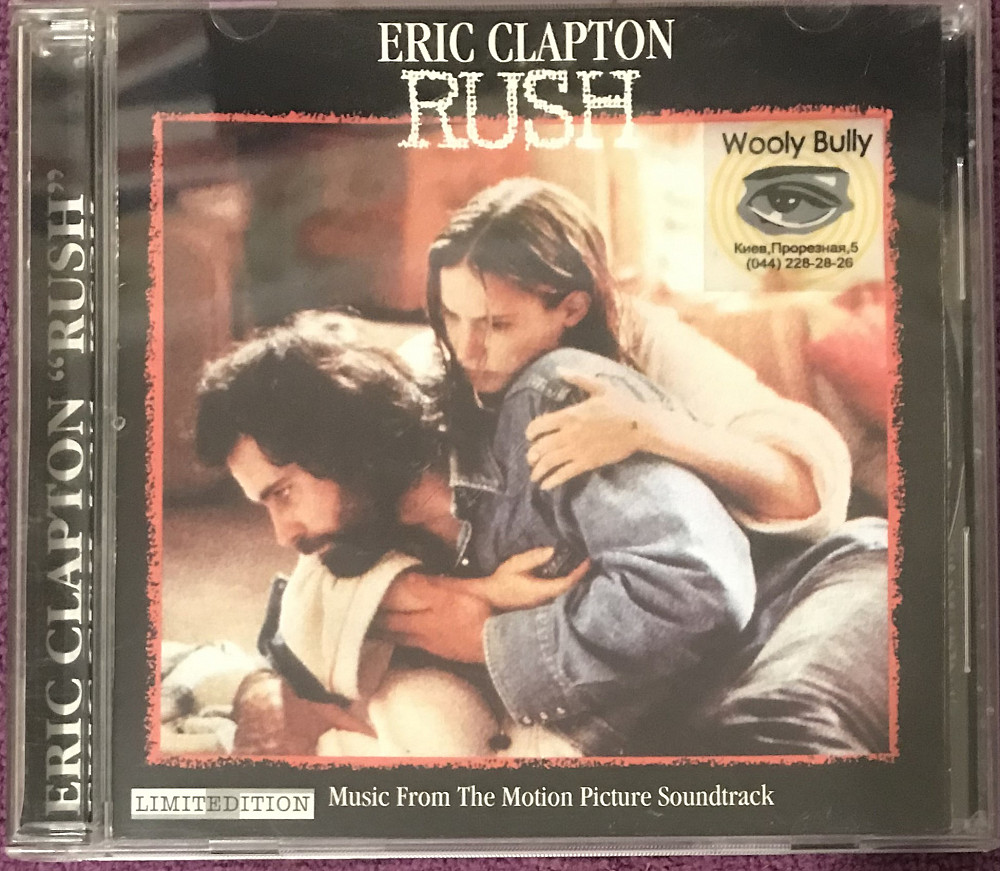 ERIC CLAPTON
RUSH
Wooly Bully
Киев,Прорезная,5
(044) 228-28-26
ERIC CLAPTON “RUSH”
LIMITEDITION
Music From The Motion Picture Soundtrack